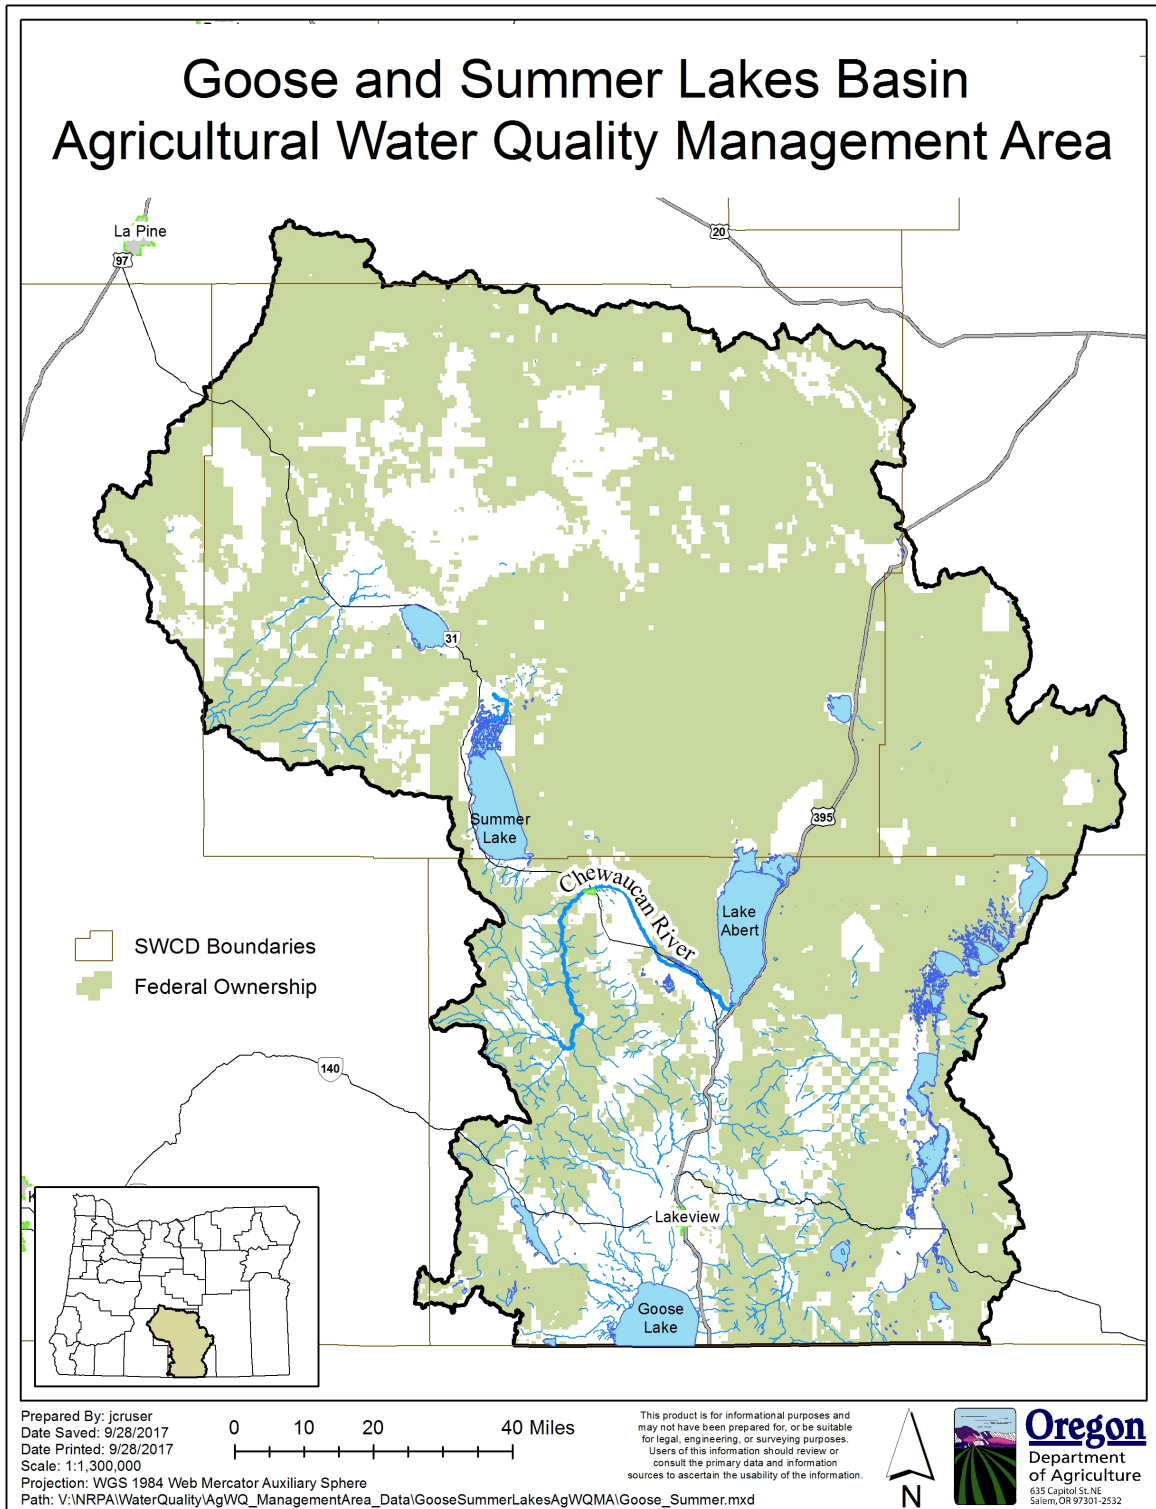 Goose and Summer Lakes Basin
Agricultural Water Quality Management Area
La Pine
97
20
31
Summer
Lake
395
Chewaucan River
Lake
Abert
SWCD Boundaries
Federal Ownership
140
Lakeview
Goose
Lake
Prepared By: jcruser
Date Saved: 9/28/2017
Date Printed: 9/28/2017
Scale: 1:1,300,000
Projection: WGS 1984 Web Mercator Auxiliary Sphere
Path: V:\NRPA\WaterQuality\AgWQ_ManagementArea_Data\GooseSummerLakesAgWQMA\Goose_Summer.mxd
0 10 20 40 Miles
This product is for informational purposes and
may not have been prepared for, or be suitable
for legal, engineering, or surveying purposes.
Users of this information should review or
consult the primary data and information
sources to ascertain the usability of the information.
N
Oregon
Department
of Agriculture
635 Capitol St. NE
Salem, OR 97301-2532